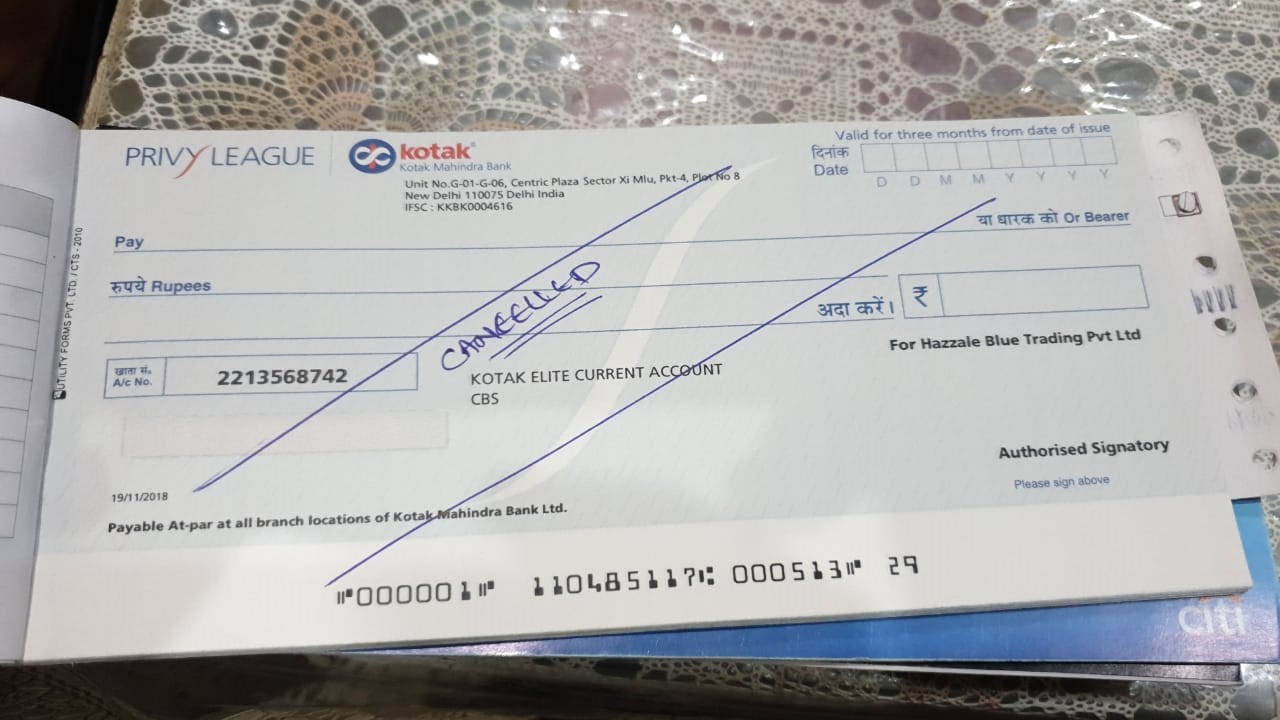 PRIVY LEAGUE
kotak
Kotak Mahindra Bank
Unit No.G-01-G-06, Centric Plaza Sector Xi Mlu, Pkt-4, Plot No 8
New Delhi 110075 Delhi India
IFSC : KKBK0004616
Valid for three months from date of issue
दिनांक
Date
D D M M Y Y Y Y
Pay
या धारक को Or Bearer
रुपये Rupees
अदा करें। ₹
CANCELLED
For Hazzale Blue Trading Pvt Ltd
खाता सं.
A/c No. 2213568742
KOTAK ELITE CURRENT ACCOUNT
CBS
Authorised Signatory
Please sign above
19/11/2018
Payable At-par at all branch locations of Kotak Mahindra Bank Ltd.
⑈000001⑈ 110485117⑆ 000513⑈ 29
UTILITY FORMS PVT. LTD. / CTS - 2010
citi